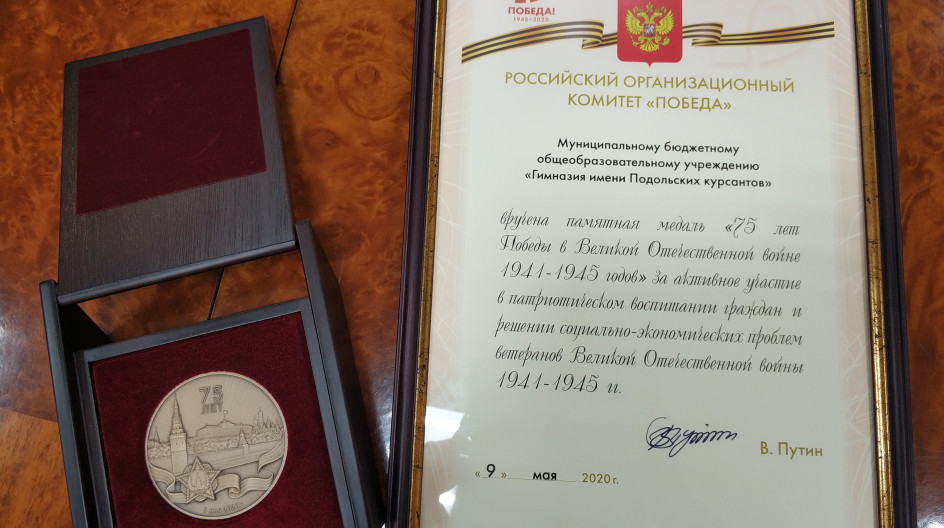 ПОБЕДА!
1945-2020
РОССИЙСКИЙ ОРГАНИЗАЦИОННЫЙ
КОМИТЕТ «ПОБЕДА»
Муниципальному бюджетному
общеобразовательному учреждению
«Гимназия имени Подольских курсантов»
вручена памятная медаль «75 лет
Победы в Великой Отечественной войне
1941-1945 годов» за активное участие
в патриотическом воспитании граждан и
решении социально-экономических проблем
ветеранов Великой Отечественной войны
1941-1945 гг.
В. Путин
« 9 » мая 2020 г.
75
ЛЕТ